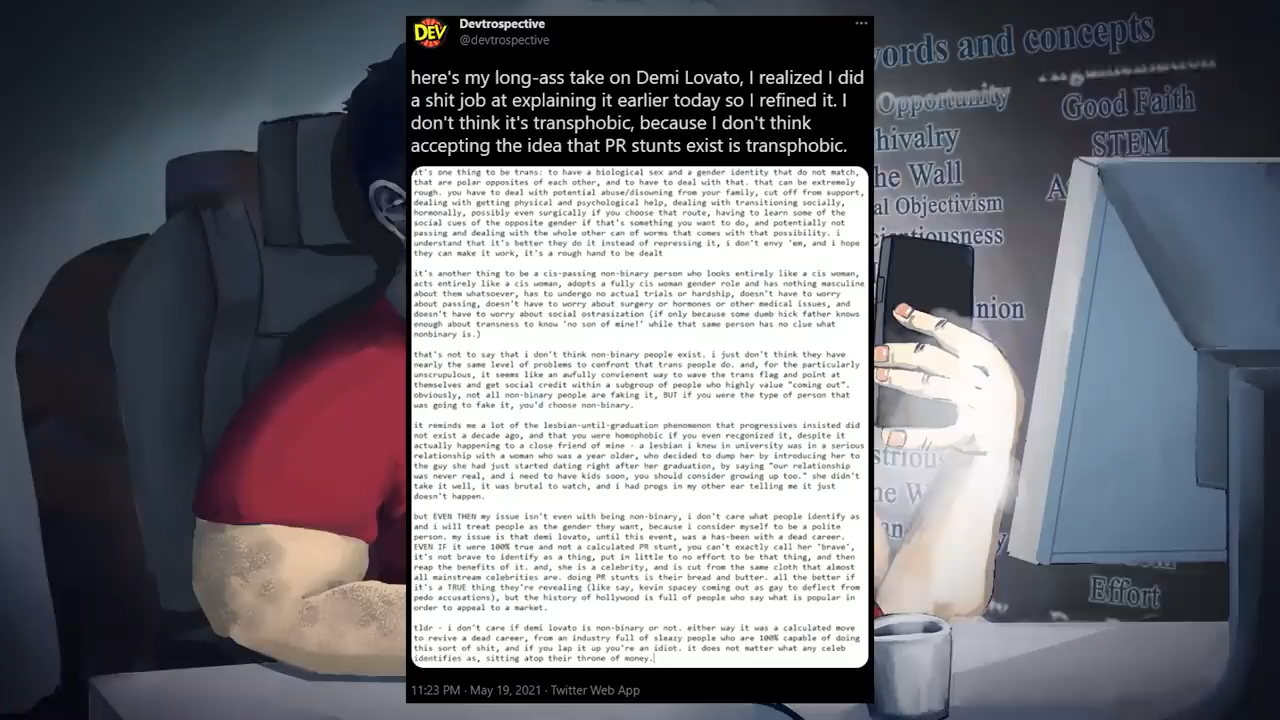 DEV
Devtrospective
@devtrospective
here's my long-ass take on Demi Lovato, I realized I did
a shit job at explaining it earlier today so I refined it. I
don't think it's transphobic, because I don't think
accepting the idea that PR stunts exist is transphobic.
it's one thing to be trans: to have a biological sex and a gender identity that do not match,
that are polar opposites of each other, and to have to deal with that. that can be extremely
rough. you have to deal with potential abuse/disowning from your family, cut off from support,
dealing with getting physical and psychological help, dealing with transitioning socially,
hormonally, possibly even surgically if you choose that route, having to learn some of the
social cues of the opposite gender if that's something you want to do, and potentially not
passing and dealing with the whole other can of worms that comes with that possibility. i
understand that it's better they do it instead of repressing it, i don't envy 'em, and i hope
they can make it work, it's a rough hand to be dealt
it's another thing to be a cis-passing non-binary person who looks entirely like a cis woman,
acts entirely like a cis woman, adopts a fully cis woman gender role and has nothing masculine
about them whatsoever, has to undergo no actual trials or hardship, doesn't have to worry
about passing, doesn't have to worry about surgery or hormones or other medical issues, and
doesn't have to worry about social ostrasization (if only because some dumb hick father knows
enough about transness to know 'no son of mine!' while that same person has no clue what
nonbinary is.)
that's not to say that i don't think non-binary people exist. i just don't think they have
nearly the same level of problems to confront that trans people do. and, for the particularly
unscrupulous, it seems like an awfully convienent way to wave the trans flag and point at
themselves and get social credit within a subgroup of people who highly value "coming out".
obviously, not all non-binary people are faking it, BUT if you were the type of person that
was going to fake it, you'd choose non-binary.
it reminds me a lot of the lesbian-until-graduation phenomenon that progressives insisted did
not exist a decade ago, and that you were homophobic if you even recgonized it, despite it
actually happening to a close friend of mine - a lesbian i knew in university was in a serious
relationship with a woman who was a year older, who decided to dump her by introducing her to
the guy she had just started dating right after her graduation, by saying "our relationship
was never real, and i need to have kids soon, you should consider growing up too." she didn't
take it well, it was brutal to watch, and i had progs in my other ear telling me it just
doesn't happen.
but EVEN THEN my issue isn't even with being non-binary, i don't care what people identify as
and i will treat people as the gender they want, because i consider myself to be a polite
person. my issue is that demi lovato, until this event, was a has-been with a dead career.
EVEN IF it were 100% true and not a calculated PR stunt, you can't exactly call her 'brave',
it's not brave to identify as a thing, put in little to no effort to be that thing, and then
reap the benefits of it. and, she is a celebrity, and is cut from the same cloth that almost
all mainstream celebrities are. doing PR stunts is their bread and butter. all the better if
it's a TRUE thing they're revealing (like say, kevin spacey coming out as gay to deflect from
pedo accusations), but the history of hollywood is full of people who say what is popular in
order to appeal to a market.
tldr - i don't care if demi lovato is non-binary or not. either way it was a calculated move
to revive a dead career, from an industry full of sleazy people who are 100% capable of doing
this sort of shit, and if you lap it up you're an idiot. it does not matter what any celeb
identifies as, sitting atop their throne of money.
11:23 PM · May 19, 2021 · Twitter Web App
words and concepts
Opportunity
Good Faith
STEM
Wall
Objectivism
Effort